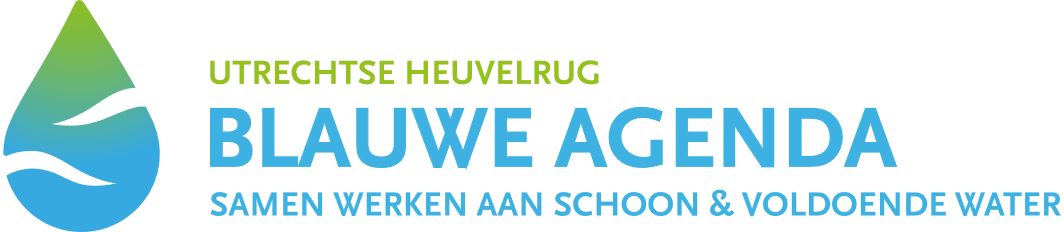 UTRECHTSE HEUVELRUG
BLAUWE AGENDA
SAMEN WERKEN AAN SCHOON & VOLDOENDE WATER